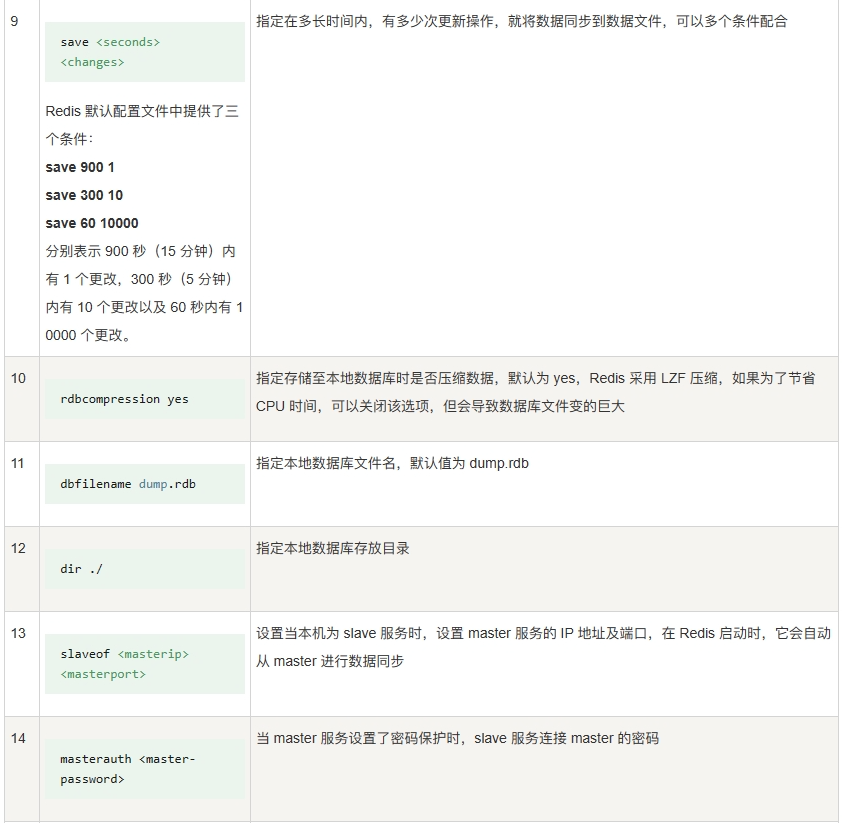 9
save <seconds>
<changes>
Redis 默认配置文件中提供了三
个条件：
save 900 1
save 300 10
save 60 10000
分别表示 900 秒（15 分钟）内
有 1 个更改，300 秒（5 分钟）
内有 10 个更改以及 60 秒内有 1
0000 个更改。
指定在多长时间内，有多少次更新操作，就将数据同步到数据文件，可以多个条件配合
10
rdbcompression yes
指定存储至本地数据库时是否压缩数据，默认为 yes，Redis 采用 LZF 压缩，如果为了节省
CPU 时间，可以关闭该选项，但会导致数据库文件变的巨大
11
dbfilename dump.rdb
指定本地数据库文件名，默认值为 dump.rdb
12
dir ./
指定本地数据库存放目录
13
slaveof <masterip>
<masterport>
设置当本机为 slave 服务时，设置 master 服务的 IP 地址及端口，在 Redis 启动时，它会自动
从 master 进行数据同步
14
masterauth <master-
password>
当 master 服务设置了密码保护时，slave 服务连接 master 的密码